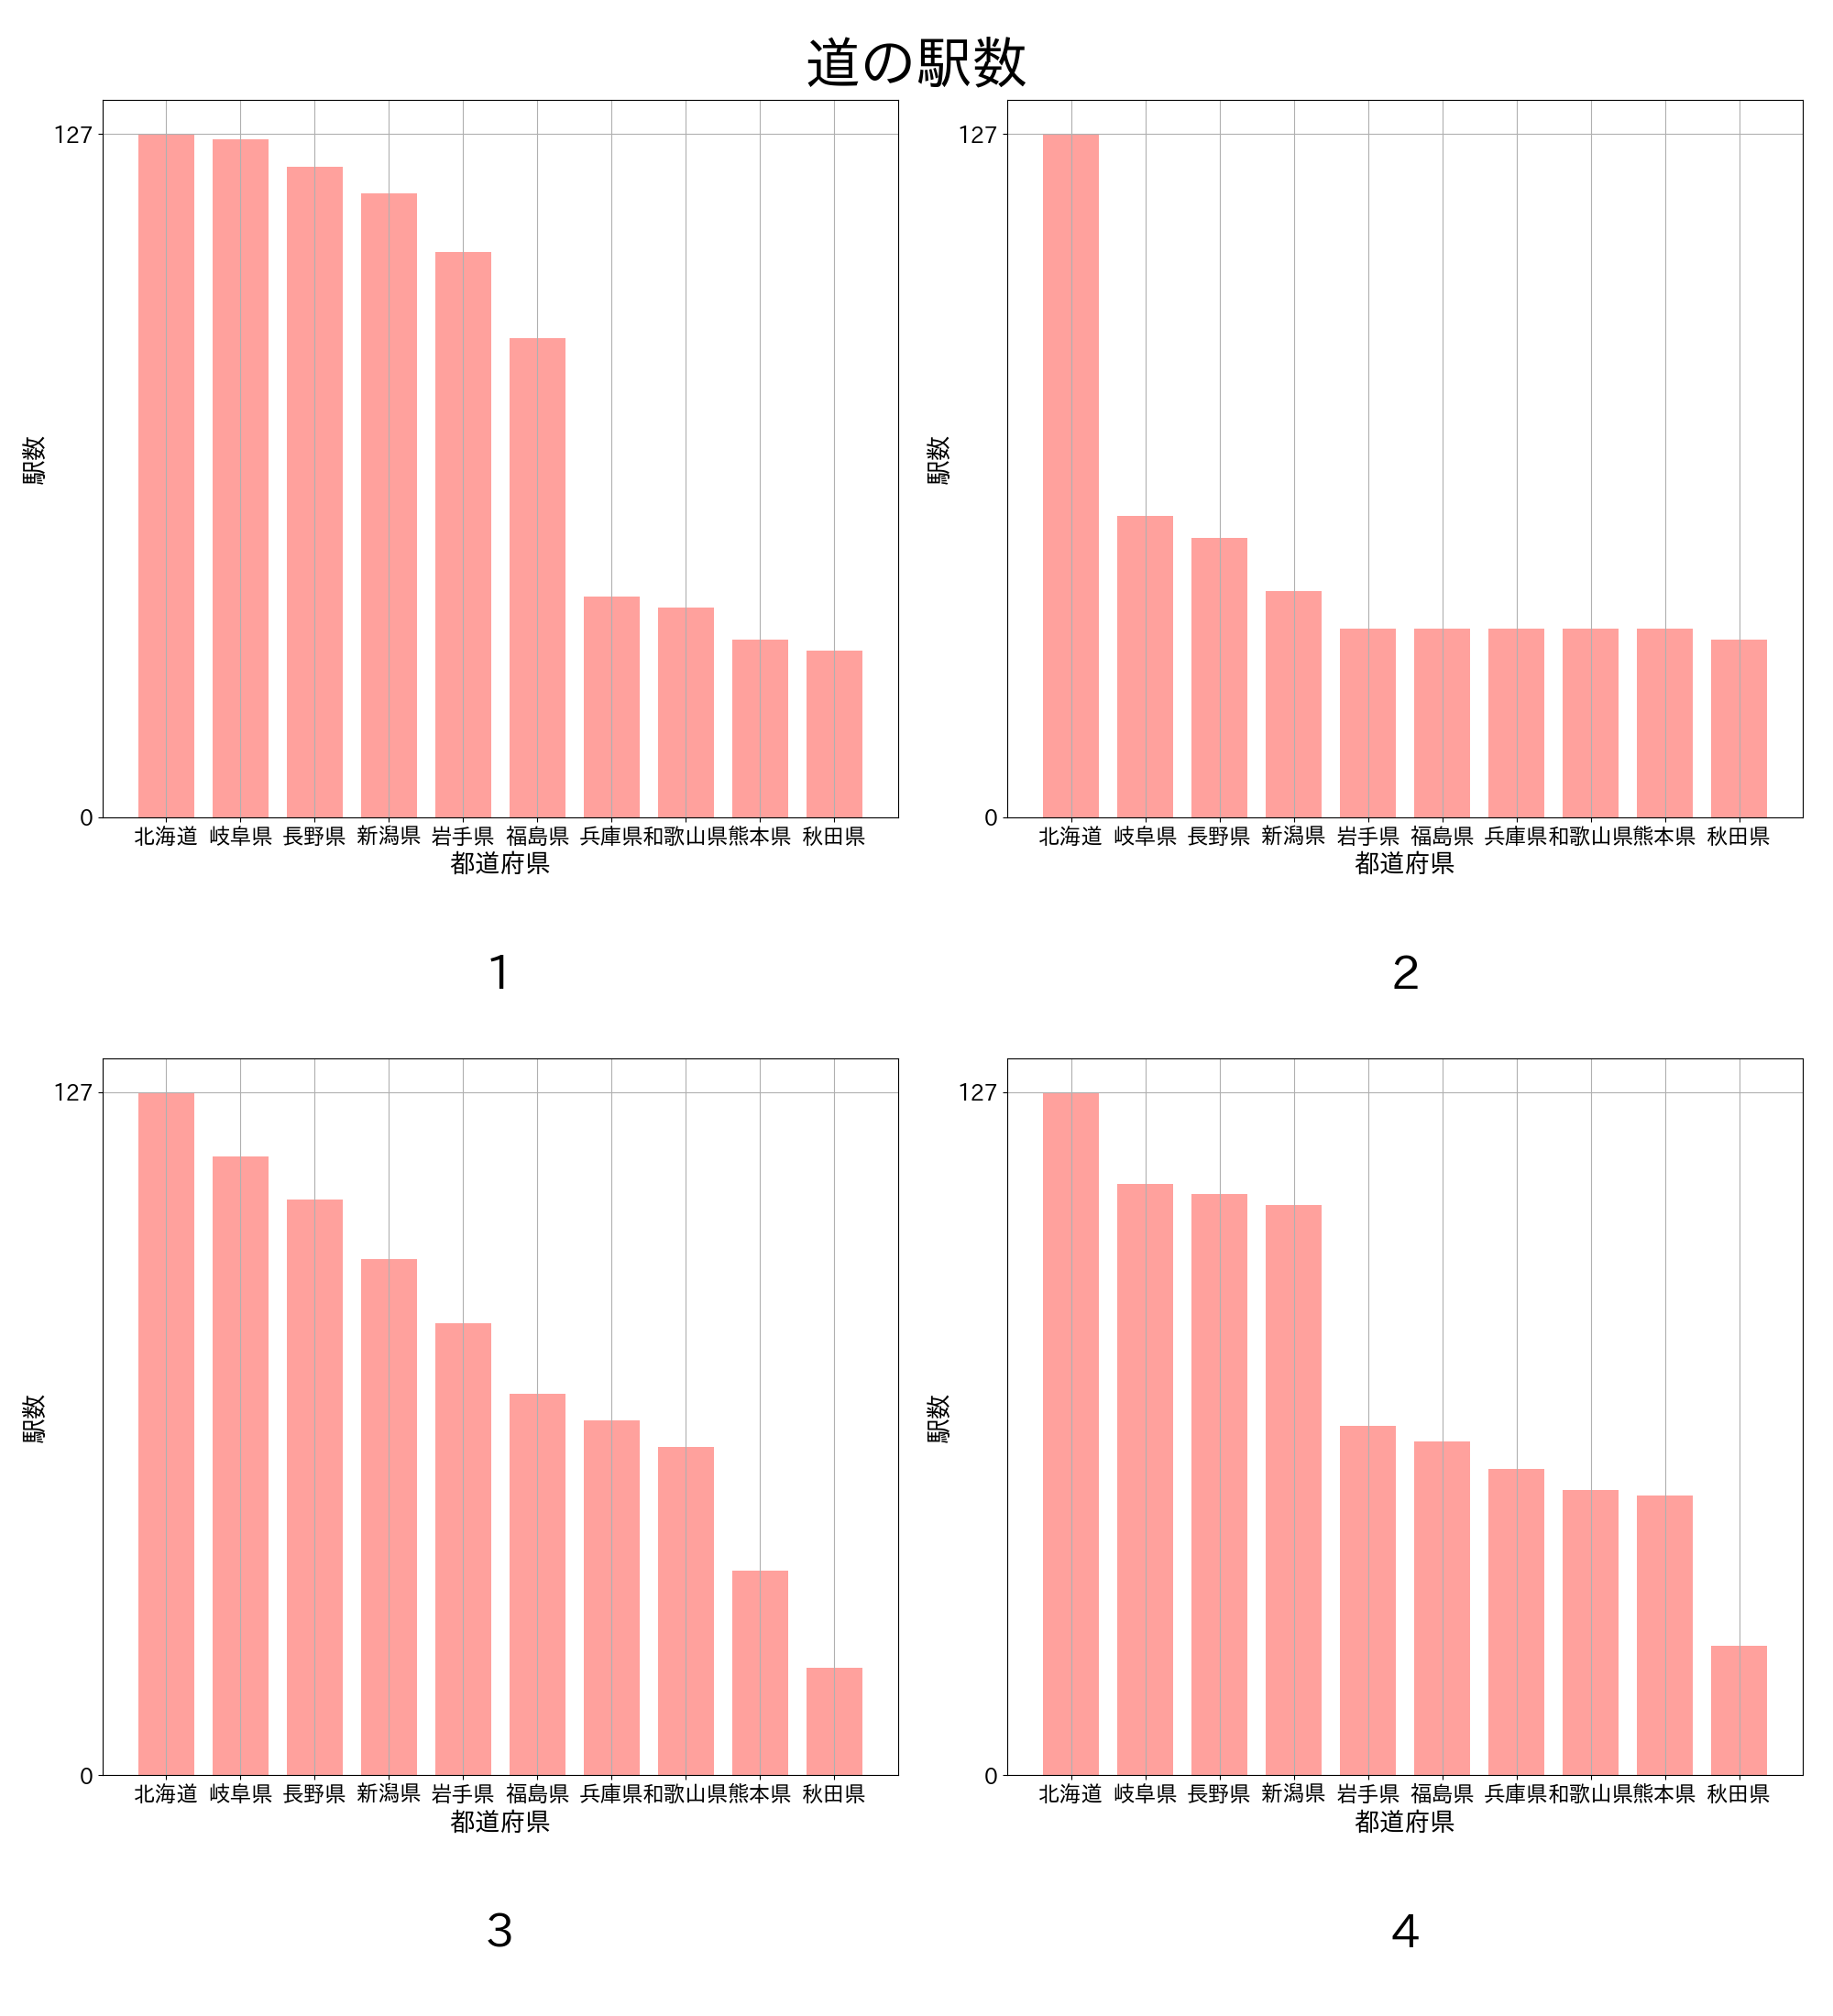 道の駅数
127
駅数
0
北海道 岐阜県 長野県 新潟県 岩手県 福島県 兵庫県 和歌山県 熊本県 秋田県
都道府県
1
127
駅数
0
北海道 岐阜県 長野県 新潟県 岩手県 福島県 兵庫県 和歌山県 熊本県 秋田県
都道府県
2
127
駅数
0
北海道 岐阜県 長野県 新潟県 岩手県 福島県 兵庫県 和歌山県 熊本県 秋田県
都道府県
3
127
駅数
0
北海道 岐阜県 長野県 新潟県 岩手県 福島県 兵庫県 和歌山県 熊本県 秋田県
都道府県
4